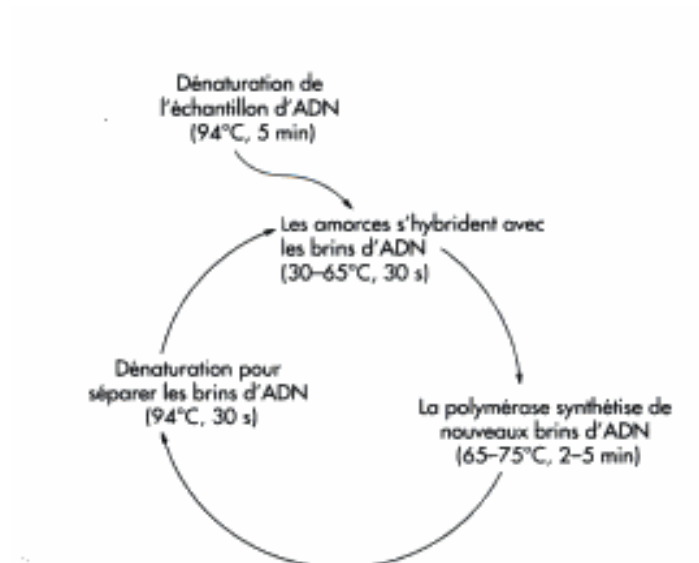 Dénaturation de
l'échantillon d'ADN
(94°C, 5 min)
Les amorces s'hybrident avec
les brins d'ADN
(30–65°C, 30 s)
Dénaturation pour
séparer les brins d'ADN
(94°C, 30 s)
La polymérase synthétise de
nouveaux brins d'ADN
(65–75°C, 2–5 min)